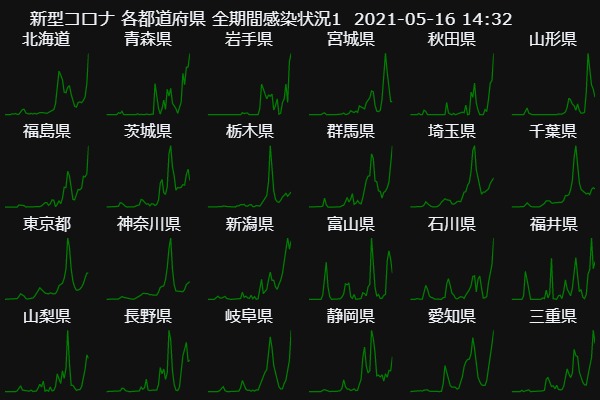 新型コロナ 各都道府県 全期間感染状況1 2021-05-16 14:32
北海道 青森県 岩手県 宮城県 秋田県 山形県
福島県 茨城県 栃木県 群馬県 埼玉県 千葉県
東京都 神奈川県 新潟県 富山県 石川県 福井県
山梨県 長野県 岐阜県 静岡県 愛知県 三重県